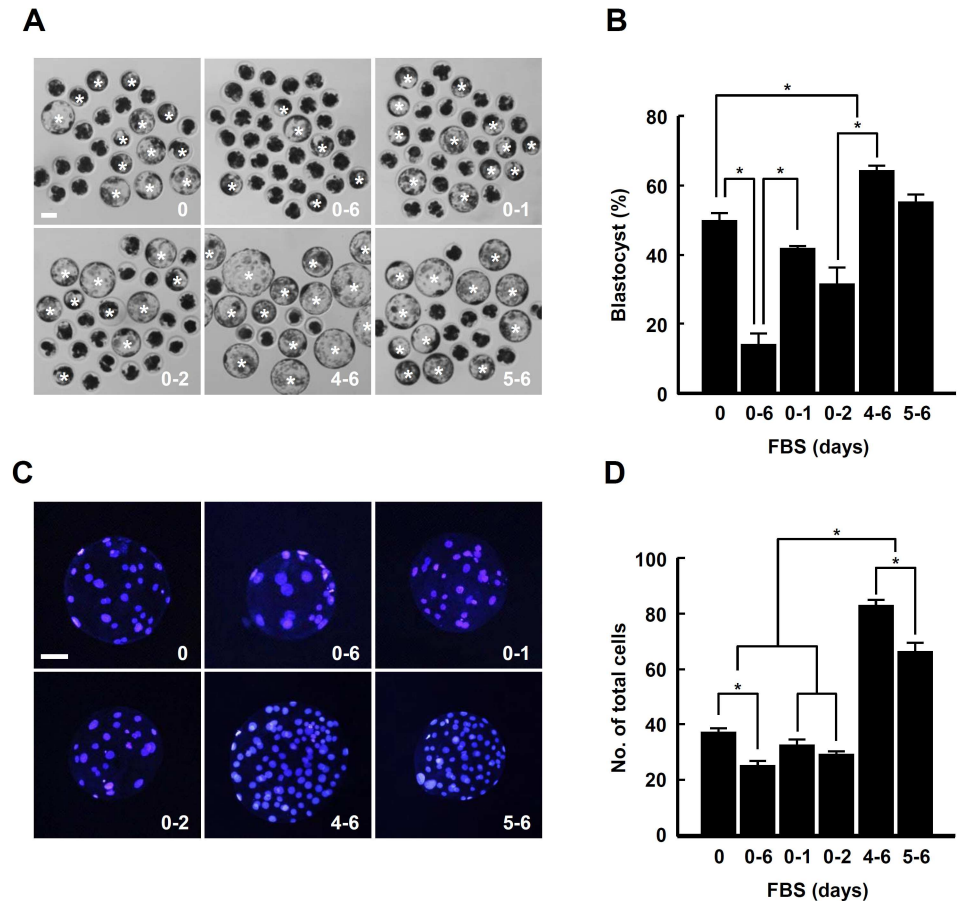 A
0
0-6
0-1
0-2
4-6
5-6
B
Blastocyst (%)
80
60
40
20
0
* * * *
0 0-6 0-1 0-2 4-6 5-6
FBS (days)
C
0
0-6
0-1
0-2
4-6
5-6
D
No. of total cells
100
80
60
40
20
0
* * *
0 0-6 0-1 0-2 4-6 5-6
FBS (days)